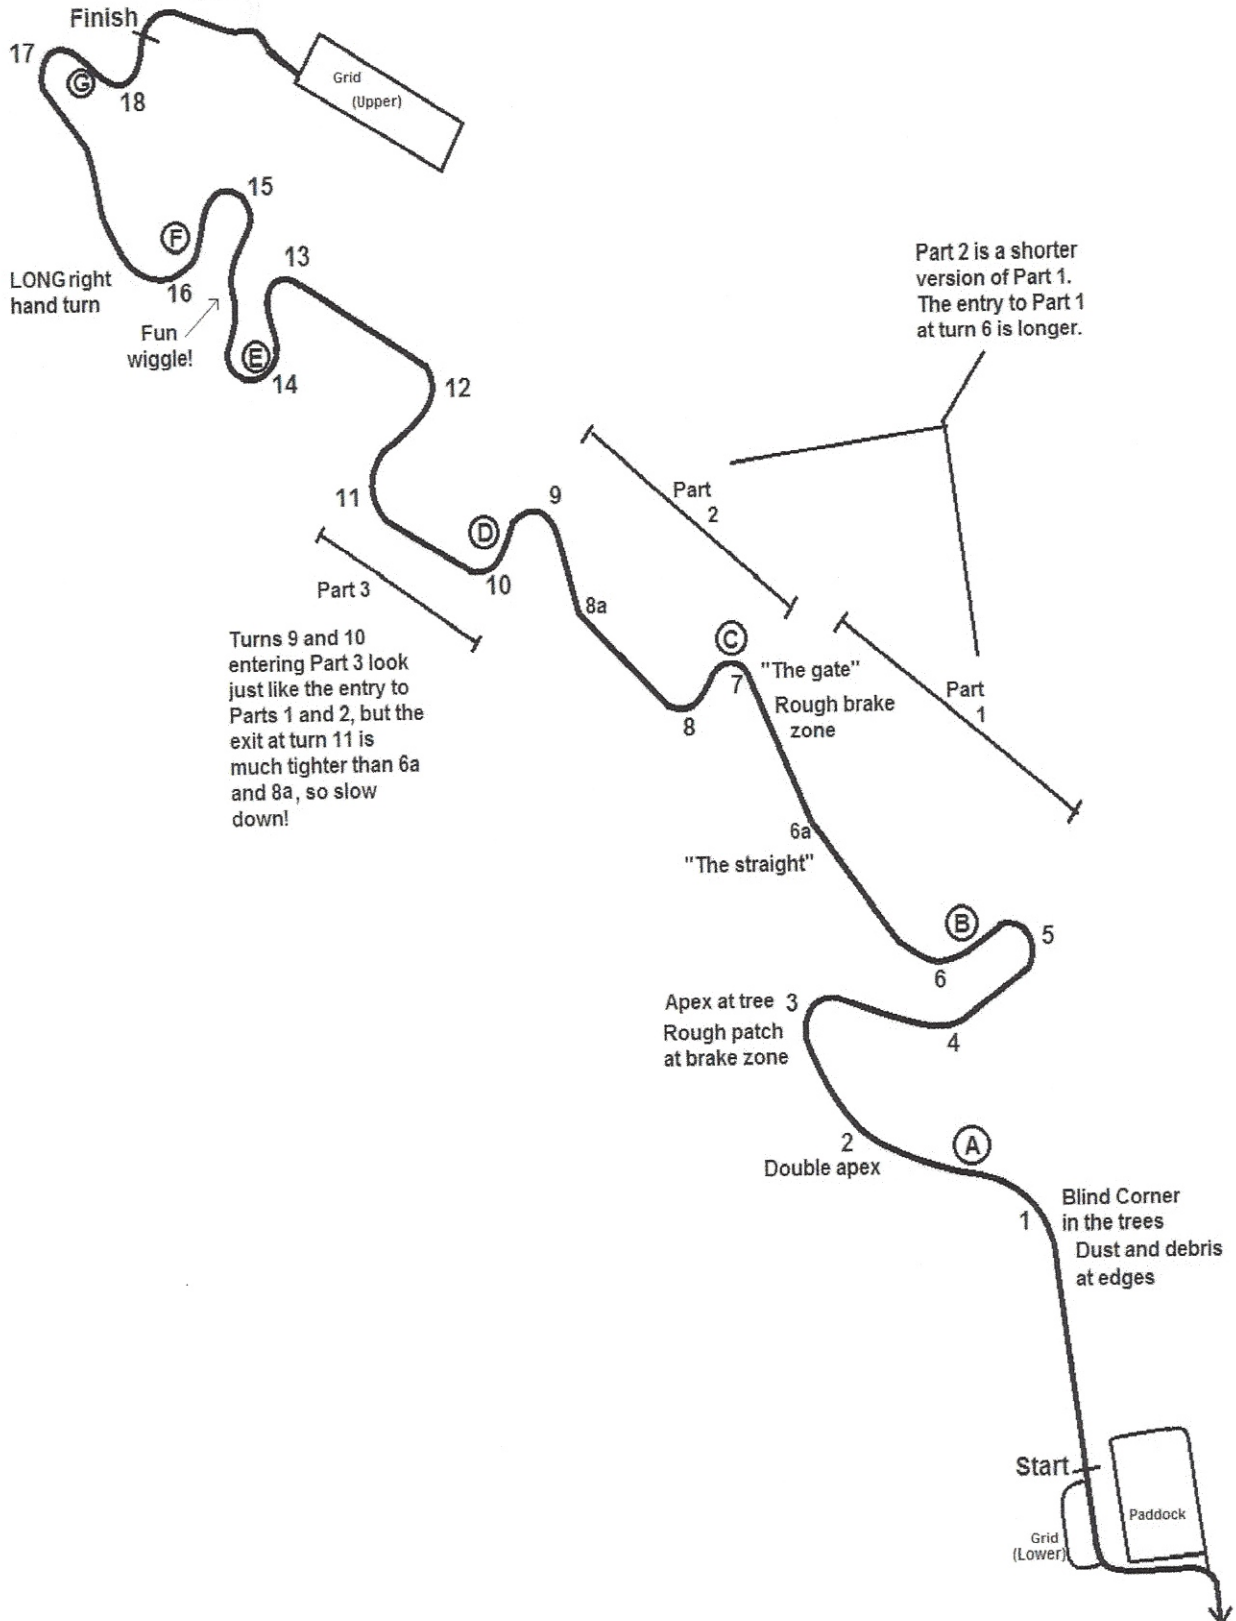 Finish
17
G
18
Grid
(Upper)
15
F
13
LONG right
hand turn
16
Fun
wiggle!
E
14
12
Part 2 is a shorter
version of Part 1.
The entry to Part 1
at turn 6 is longer.
11
9
D
10
Part
2
Part 3
8a
Turns 9 and 10
entering Part 3 look
just like the entry to
Parts 1 and 2, but the
exit at turn 11 is
much tighter than 6a
and 8a, so slow
down!
C
"The gate"
7
8
Rough brake
zone
Part
1
6a
"The straight"
B
5
6
Apex at tree 3
Rough patch
at brake zone
4
2
Double apex
A
1
Blind Corner
in the trees
Dust and debris
at edges
Start
Paddock
Grid
(Lower)